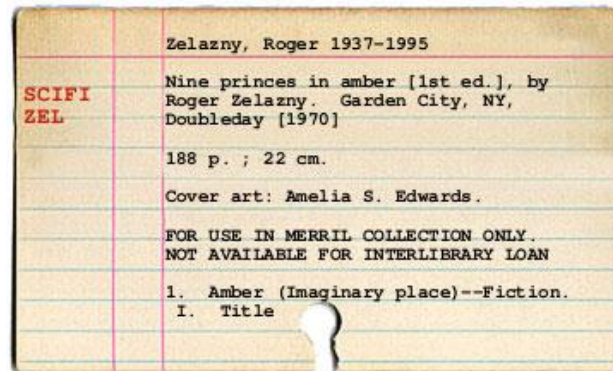 Zelazny, Roger 1937-1995
SCIFI
ZEL
Nine princes in amber [1st ed.], by
Roger Zelazny. Garden City, NY,
Doubleday [1970]
188 p. ; 22 cm.
Cover art: Amelia S. Edwards.
FOR USE IN MERRIL COLLECTION ONLY.
NOT AVAILABLE FOR INTERLIBRARY LOAN
1. Amber (Imaginary place)--Fiction.
I. Title